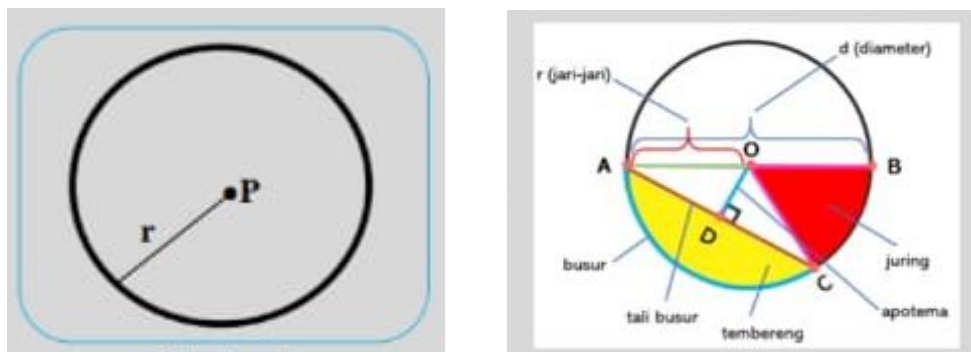 P
r
d (diameter)
r (jari-jari)
O
A
B
D
C
juring
busur
apotema
tali busur
tembereng